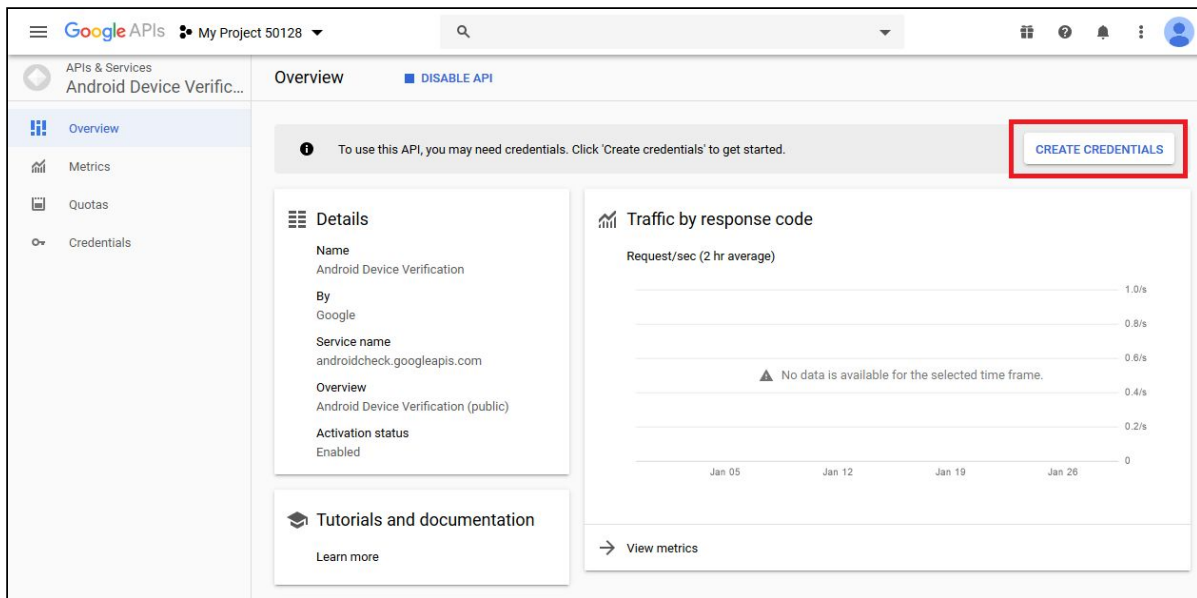 Google APIs My Project 50128
APIs & Services
Android Device Verific...
Overview DISABLE API
Overview
Metrics
Quotas
Credentials
To use this API, you may need credentials. Click 'Create credentials' to get started.
CREATE CREDENTIALS
Details
Name
Android Device Verification
By
Google
Service name
androidcheck.googleapis.com
Overview
Android Device Verification (public)
Activation status
Enabled
Tutorials and documentation
Learn more
Traffic by response code
Request/sec (2 hr average)
1.0/s
0.8/s
0.6/s
No data is available for the selected time frame.
0.4/s
0.2/s
0
Jan 05 Jan 12 Jan 19 Jan 26
View metrics